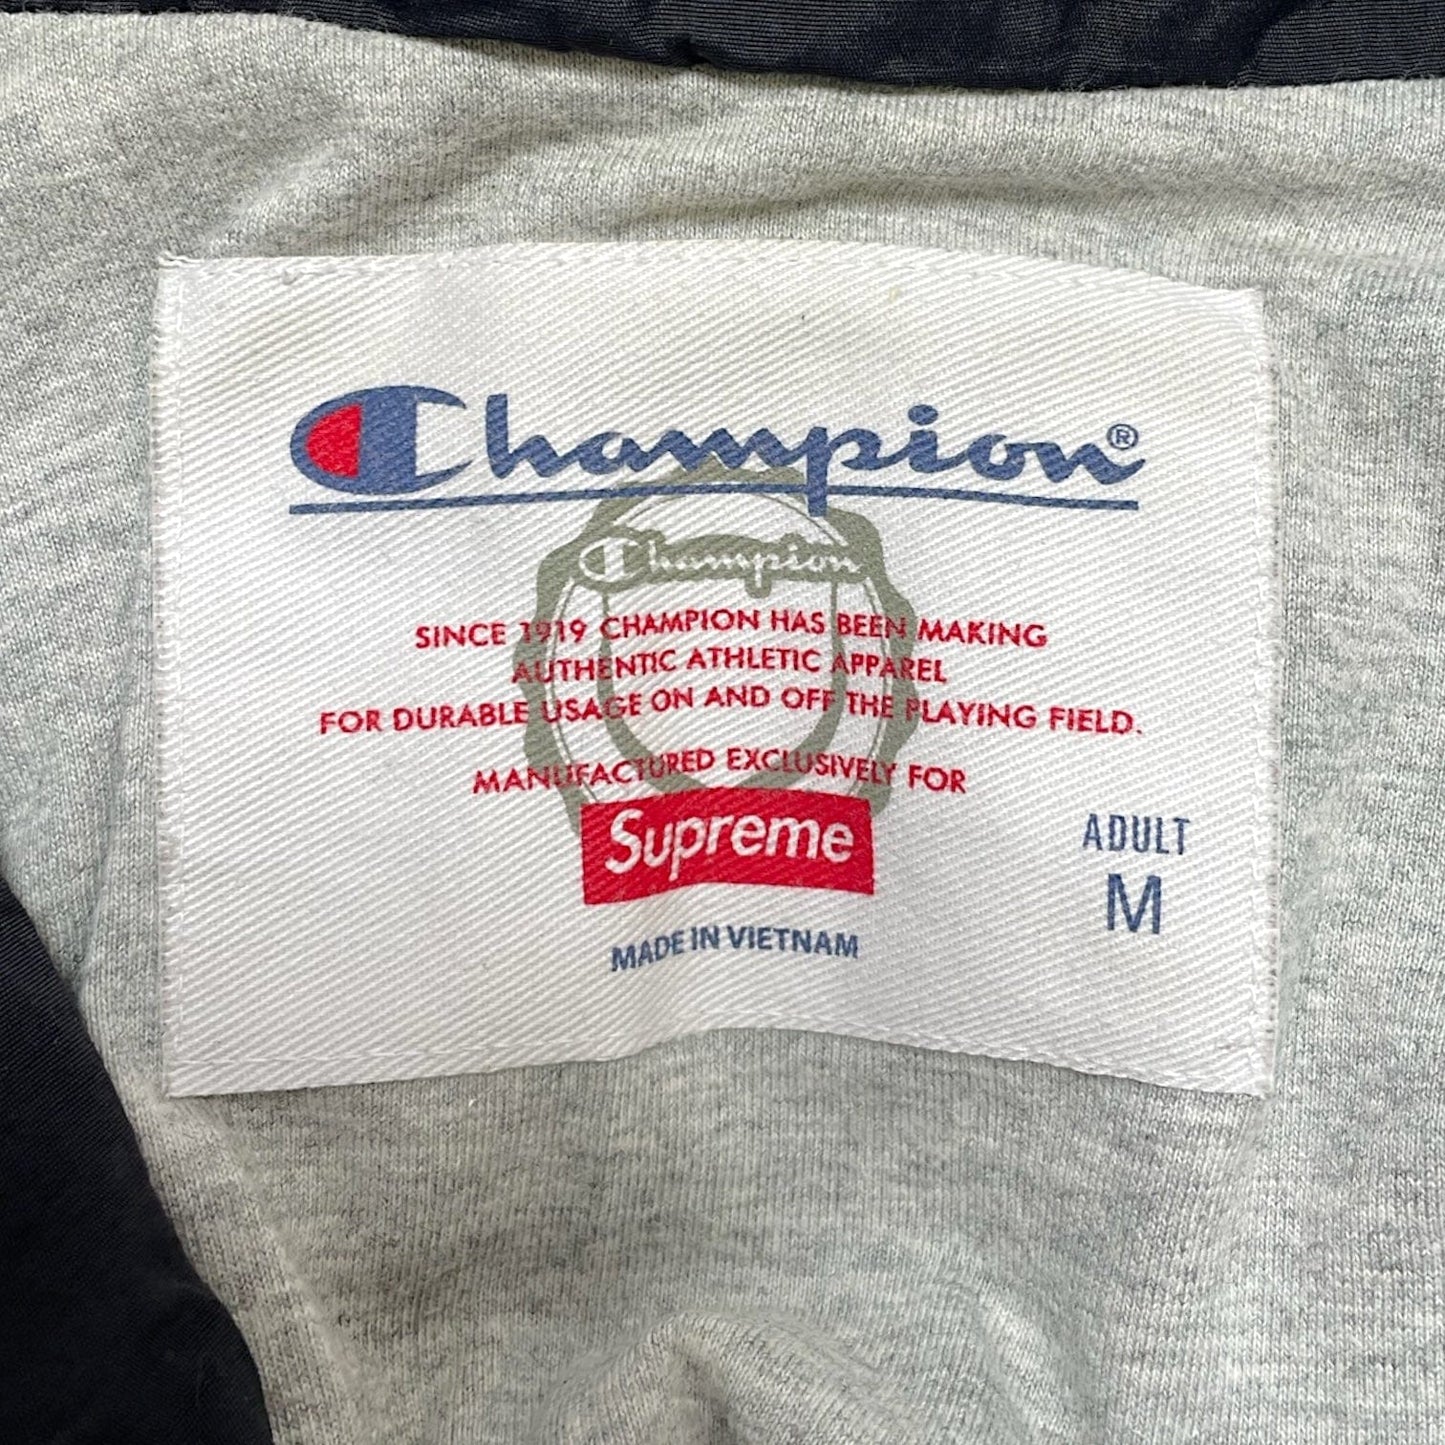 Champion®
Champion
SINCE 1919 CHAMPION HAS BEEN MAKING
AUTHENTIC ATHLETIC APPAREL
FOR DURABLE USAGE ON AND OFF THE PLAYING FIELD.
MANUFACTURED EXCLUSIVELY FOR
Supreme
ADULT
M
MADE IN VIETNAM